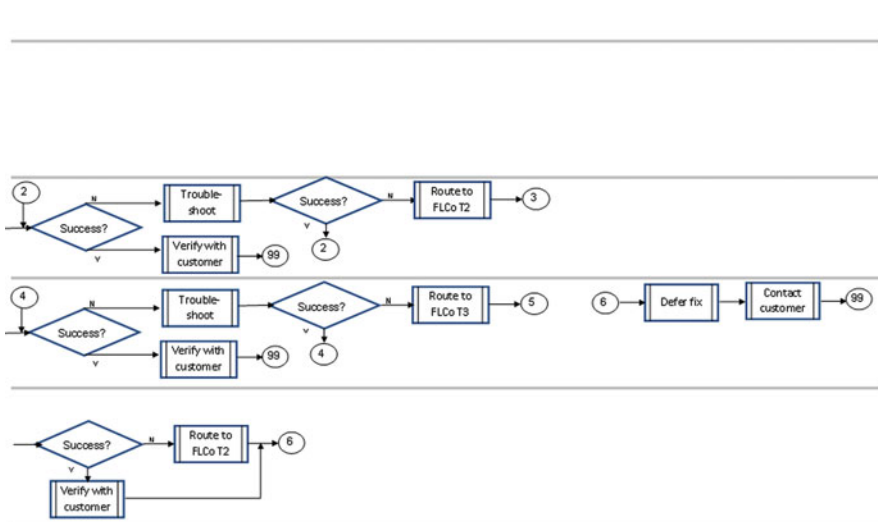 2
N
Success?
Y
Trouble-
shoot
Verify with
customer
99
Success?
N
Y
2
Route to
FLCo T2
3
4
N
Success?
Y
Trouble-
shoot
Verify with
customer
99
Success?
N
Y
4
Route to
FLCo T3
5
6
Defer fix
Contact
customer
99
Success?
N
Y
Route to
FLCo T2
6
Verify with
customer